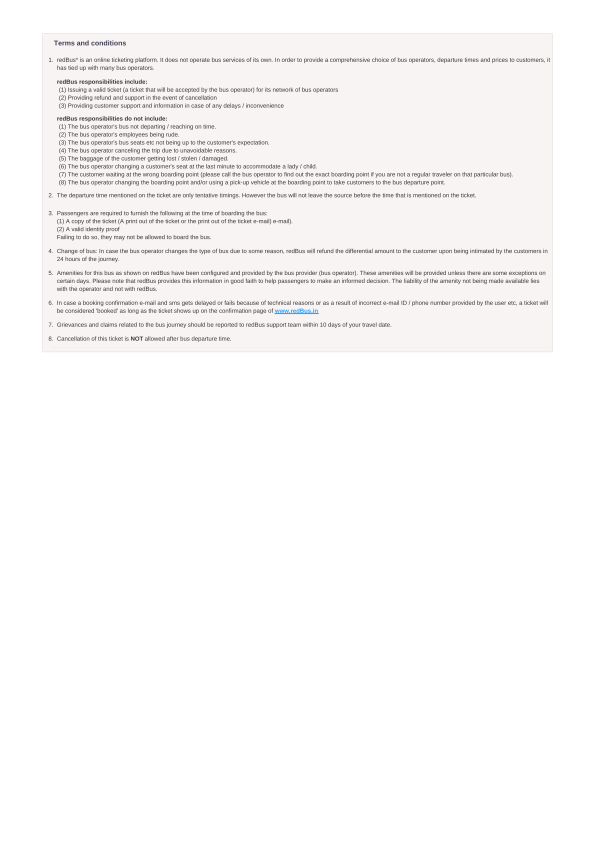 Terms and conditions
1. redBus* is an online ticketing platform. It does not operate bus services of its own. In order to provide a comprehensive choice of bus operators, departure times and prices to customers, it
has tied up with many bus operators.
redBus responsibilities include:
(1) Issuing a valid ticket (a ticket that will be accepted by the bus operator) for its network of bus operators
(2) Providing refund and support in the event of cancellation
(3) Providing customer support and information in case of any delays / inconvenience
redBus responsibilities do not include:
(1) The bus operator's bus not departing / reaching on time.
(2) The bus operator's employees being rude.
(3) The bus operator's bus seats etc not being up to the customer's expectation.
(4) The bus operator canceling the trip due to unavoidable reasons.
(5) The baggage of the customer getting lost / stolen / damaged.
(6) The bus operator changing a customer's seat at the last minute to accommodate a lady / child.
(7) The customer waiting at the wrong boarding point (please call the bus operator to find out the exact boarding point if you are not a regular traveler on that particular bus).
(8) The bus operator changing the boarding point and/or using a pick-up vehicle at the boarding point to take customers to the bus departure point.
2. The departure time mentioned on the ticket are only tentative timings. However the bus will not leave the source before the time that is mentioned on the ticket.
3. Passengers are required to furnish the following at the time of boarding the bus:
(1) A copy of the ticket (A print out of the ticket or the print out of the ticket e-mail) e-mail).
(2) A valid identity proof
Failing to do so, they may not be allowed to board the bus.
4. Change of bus: In case the bus operator changes the type of bus due to some reason, redBus will refund the differential amount to the customer upon being intimated by the customers in
24 hours of the journey.
5. Amenities for this bus as shown on redBus have been configured and provided by the bus provider (bus operator). These amenities will be provided unless there are some exceptions on
certain days. Please note that redBus provides this information in good faith to help passengers to make an informed decision. The liability of the amenity not being made available lies
with the operator and not with redBus.
6. In case a booking confirmation e-mail and sms gets delayed or fails because of technical reasons or as a result of incorrect e-mail ID / phone number provided by the user etc, a ticket will
be considered 'booked' as long as the ticket shows up on the confirmation page of www.redBus.in
7. Grievances and claims related to the bus journey should be reported to redBus support team within 10 days of your travel date.
8. Cancellation of this ticket is NOT allowed after bus departure time.